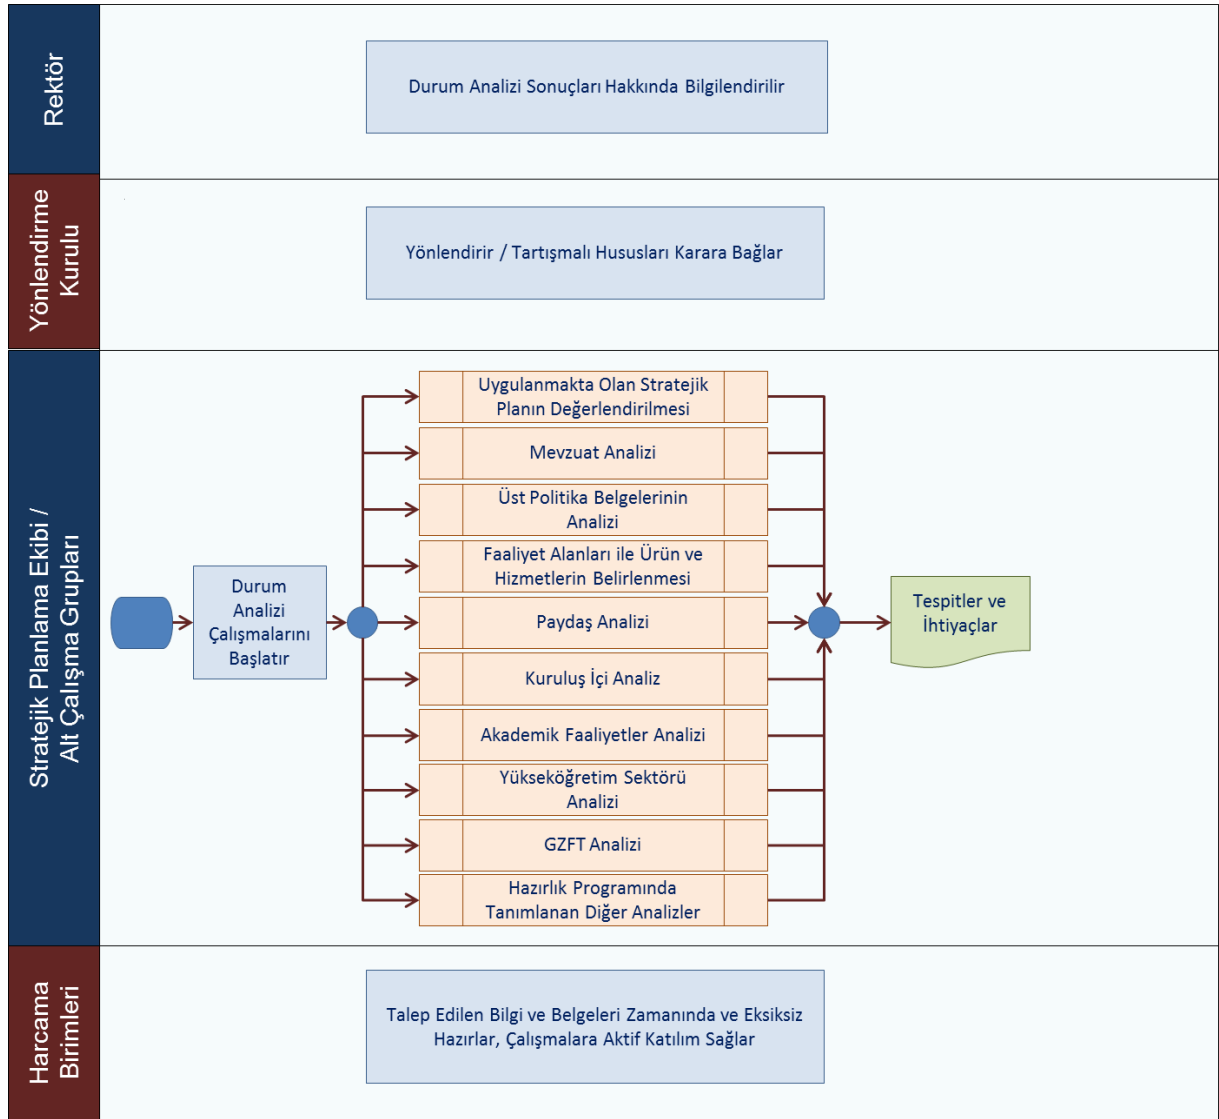 Rektör
Durum Analizi Sonuçları Hakkında Bilgilendirilir
Yönlendirme
Kurulu
Yönlendirir / Tartışmalı Hususları Karara Bağlar
Stratejik Planlama Ekibi /
Alt Çalışma Grupları
Durum
Analizi
Çalışmalarını
Başlatır
Uygulanmakta Olan Stratejik
Planın Değerlendirilmesi
Mevzuat Analizi
Üst Politika Belgelerinin
Analizi
Faaliyet Alanları ile Ürün ve
Hizmetlerin Belirlenmesi
Paydaş Analizi
Kuruluş İçi Analiz
Akademik Faaliyetler Analizi
Yükseköğretim Sektörü
Analizi
GZFT Analizi
Hazırlık Programında
Tanımlanan Diğer Analizler
Tespitler ve
İhtiyaçlar
Harcama
Birimleri
Talep Edilen Bilgi ve Belgeleri Zamanında ve Eksiksiz
Hazırlar, Çalışmalara Aktif Katılım Sağlar